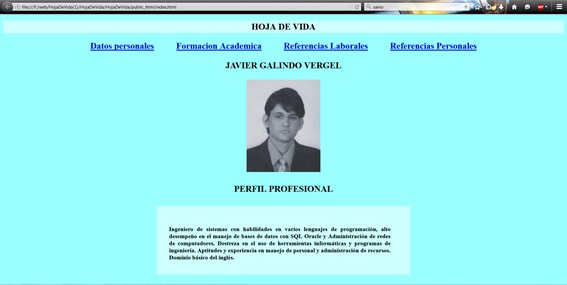 file:///F:/web/HojaDeVida(1)/HojaDeVida/HojaDeVida/public_html/index.html
savio
HOJA DE VIDA
Datos personales Formacion Academica Referencias Laborales Referencias Personales
JAVIER GALINDO VERGEL
PERFIL PROFESIONAL
Ingeniero de sistemas con habilidades en varios lenguajes de programación, alto
desempeño en el manejo de bases de datos con SQL Oracle y Administración de redes
de computadores. Destreza en el uso de herramientas informáticas y programas de
ingeniería. Aptitudes y experiencia en manejo de personal y administración de recursos.
Dominio básico del inglés.